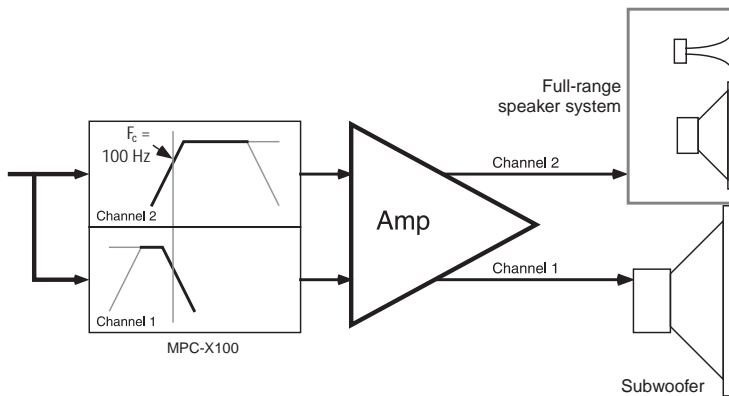 Full-range
speaker system
Fc =
100 Hz
Channel 2
Channel 2
Amp
Channel 1
Channel 1
MPC-X100
Subwoofer